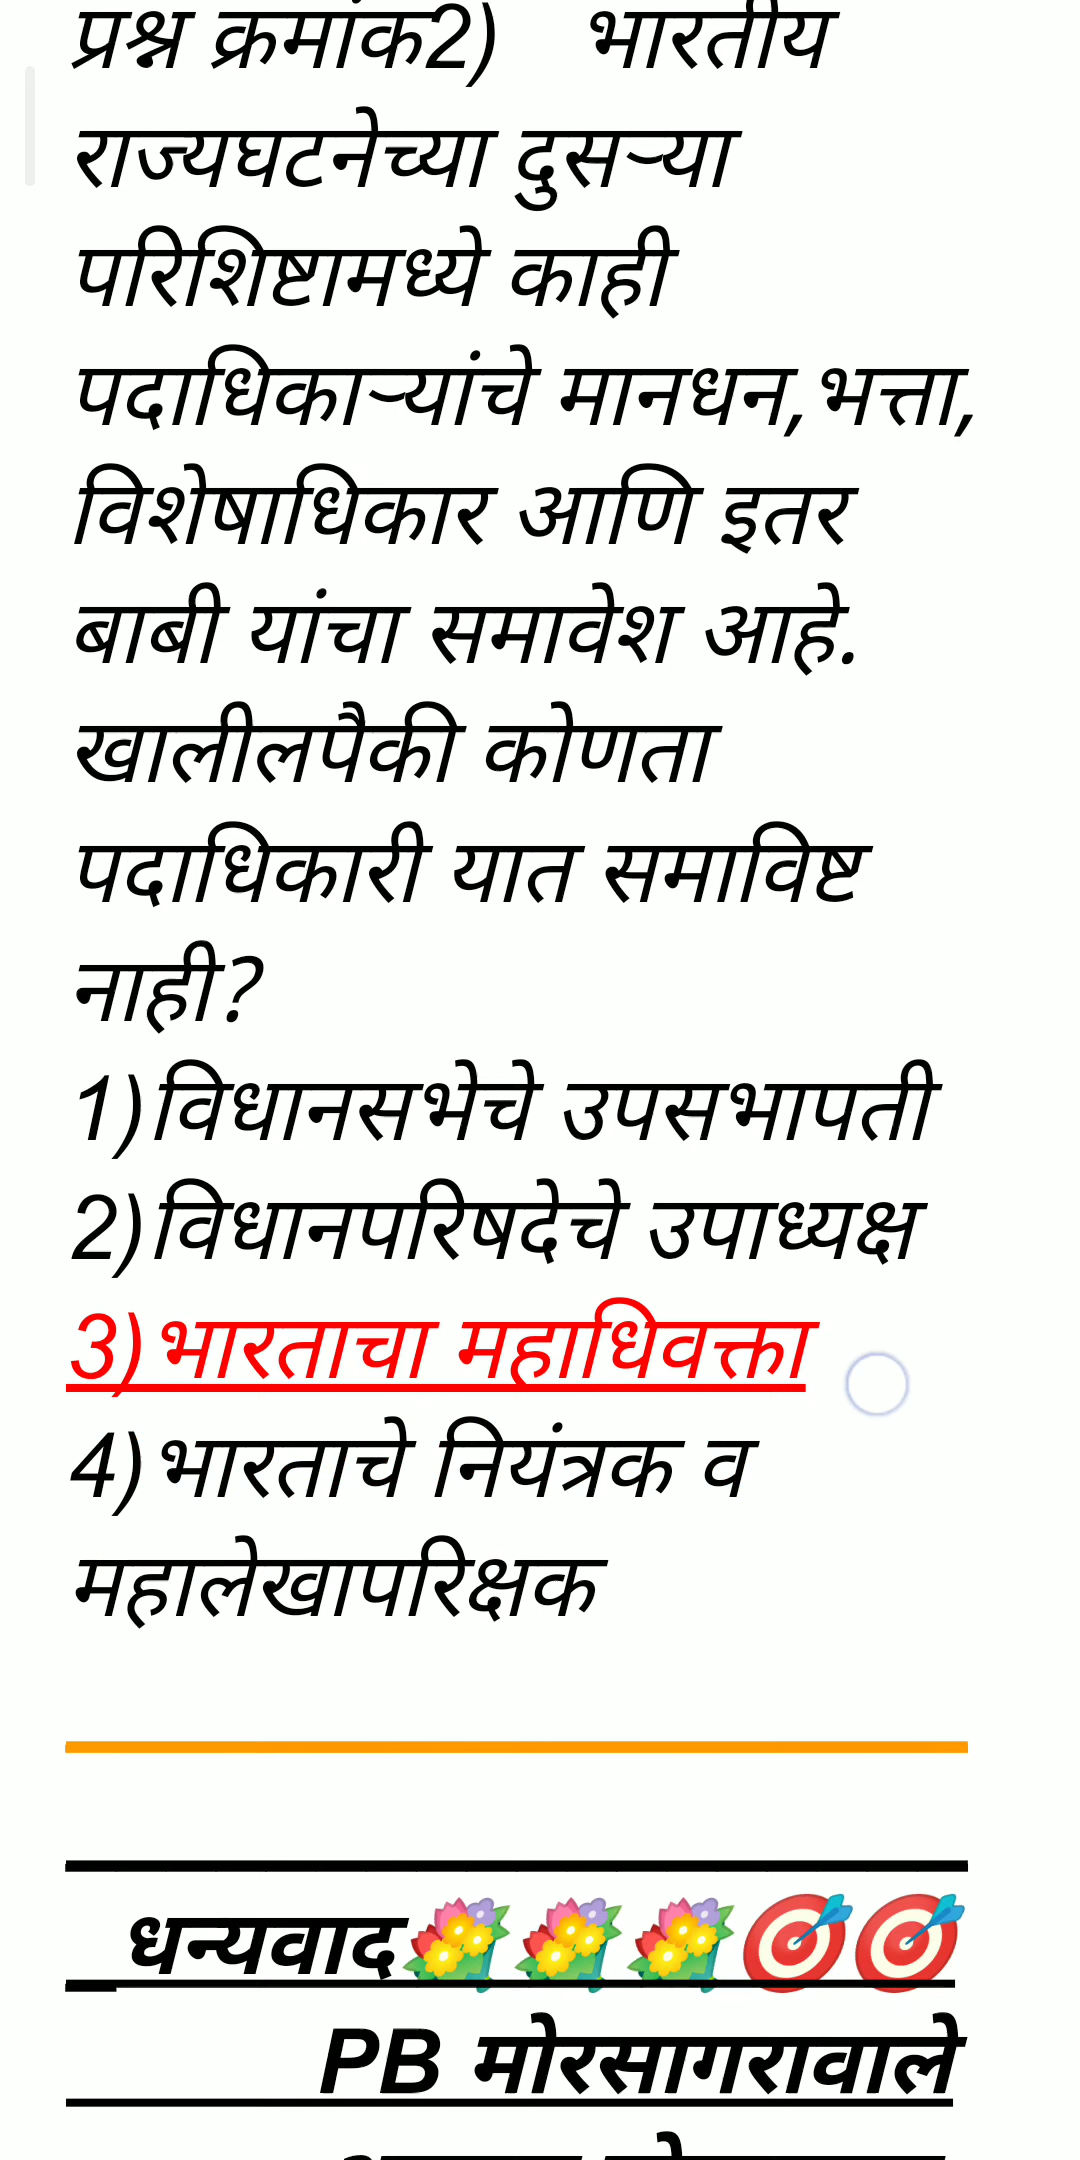 प्रश्न क्रमांक2) भारतीय
राज्यघटनेच्या दुसऱ्या
परिशिष्टामध्ये काही
पदाधिकाऱ्यांचे मानधन,भत्ता,
विशेषाधिकार आणि इतर
बाबी यांचा समावेश आहे.
खालीलपैकी कोणता
पदाधिकारी यात समाविष्ट
नाही?
1)विधानसभेचे उपसभापती
2)विधानपरिषदेचे उपाध्यक्ष
3)भारताचा महाधिवक्ता
4)भारताचे नियंत्रक व
महालेखापरिक्षक
धन्यवाद💐💐💐🎯🎯
PB मोरसागरावाले